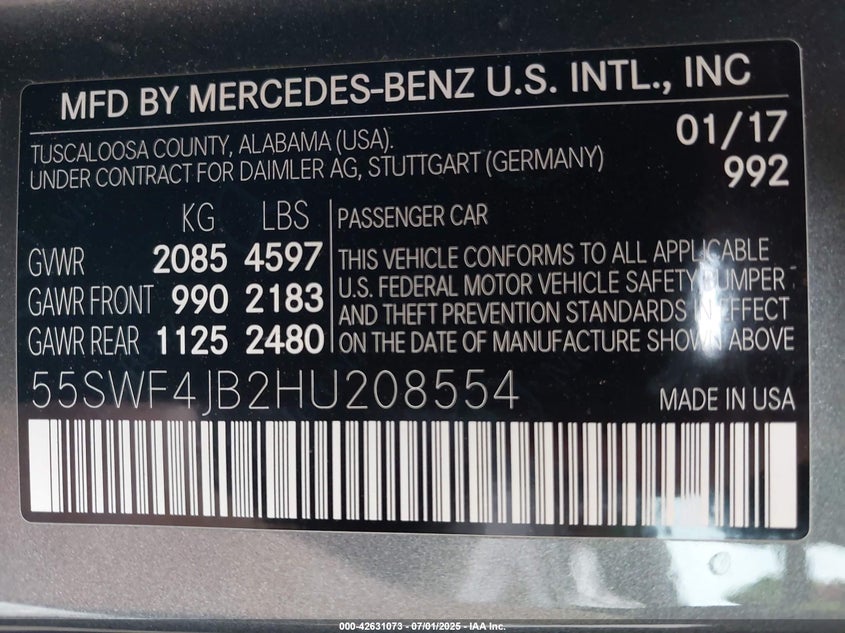 MFD BY MERCEDES-BENZ U.S. INTL., INC
TUSCALOOSA COUNTY, ALABAMA (USA).
UNDER CONTRACT FOR DAIMLER AG, STUTTGART (GERMANY)
01/17
992
KG LBS
GVWR 2085 4597
GAWR FRONT 990 2183
GAWR REAR 1125 2480
PASSENGER CAR
THIS VEHICLE CONFORMS TO ALL APPLICABLE
U.S. FEDERAL MOTOR VEHICLE SAFETY BUMPER
AND THEFT PREVENTION STANDARDS IN EFFECT
ON THE DATE OF MANUFACTURE SHOWN ABOVE
55SWF4JB2HU208554
MADE IN USA
000-42631073 - 07/01/2025 - IAA Inc.